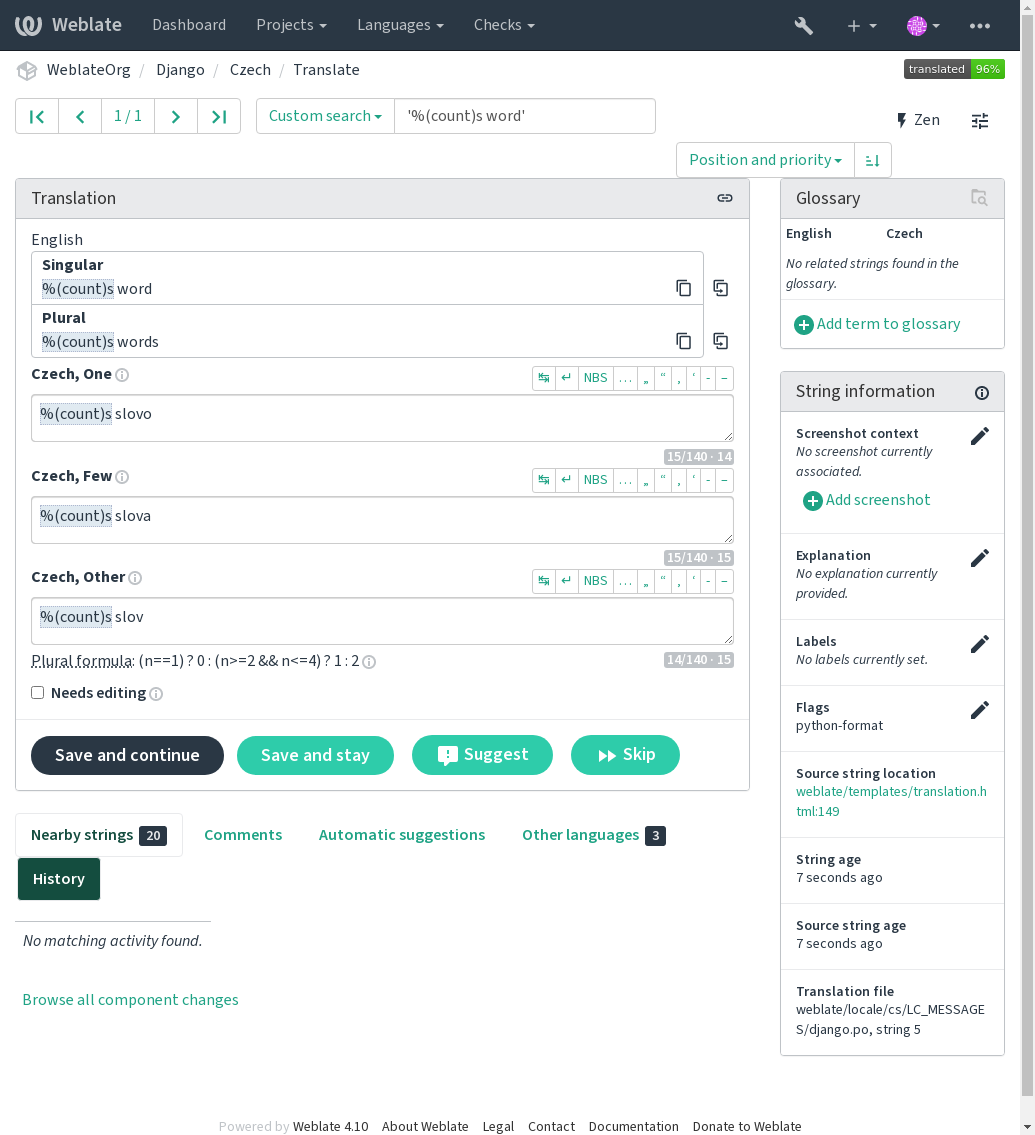 Weblate Dashboard Projects Languages Checks
WeblateOrg / Django / Czech / Translate
translated 96%
1 / 1
Custom search '%(count)s word'
Zen
Position and priority
Translation
English
Singular
%(count)s word
Plural
%(count)s words
Czech, One
↹ ↵ NBS … „ “ ‚ ‘ - –
%(count)s slovo
15/140 · 14
Czech, Few
↹ ↵ NBS … „ “ ‚ ‘ - –
%(count)s slova
15/140 · 15
Czech, Other
↹ ↵ NBS … „ “ ‚ ‘ - –
%(count)s slov
14/140 · 15
Plural formula: (n==1) ? 0 : (n>=2 && n<=4) ? 1 : 2
Needs editing
Save and continue Save and stay Suggest Skip
Nearby strings 20 Comments Automatic suggestions Other languages 3
History
No matching activity found.
Browse all component changes
Glossary
English Czech
No related strings found in the
glossary.
Add term to glossary
String information
Screenshot context
No screenshot currently
associated.
Add screenshot
Explanation
No explanation currently
provided.
Labels
No labels currently set.
Flags
python-format
Source string location
weblate/templates/translation.h
tml:149
String age
7 seconds ago
Source string age
7 seconds ago
Translation file
weblate/locale/cs/LC_MESSAGE
S/django.po, string 5
Powered by Weblate 4.10 About Weblate Legal Contact Documentation Donate to Weblate